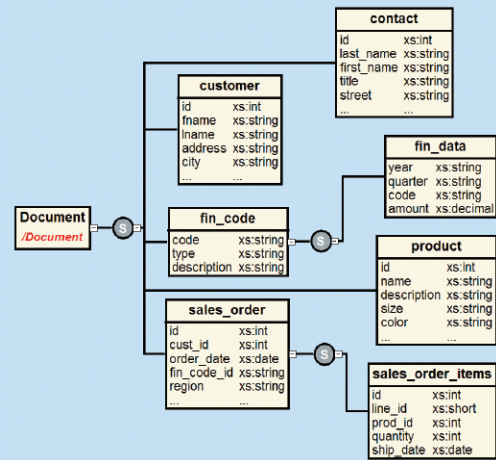 contact
id xs:int
last_name xs:string
first_name xs:string
title xs:string
street xs:string
... ...
customer
id xs:int
fname xs:string
lname xs:string
address xs:string
city xs:string
... ...
fin_data
year xs:string
quarter xs:string
code xs:string
amount xs:decimal
Document
/Document
S
fin_code
code xs:string
type xs:string
description xs:string
S
product
id xs:int
name xs:string
description xs:string
size xs:string
color xs:string
... ...
sales_order
id xs:int
cust_id xs:int
order_date xs:date
fin_code_id xs:string
region xs:string
... ...
S
sales_order_items
id xs:int
line_id xs:short
prod_id xs:int
quantity xs:int
ship_date xs:date